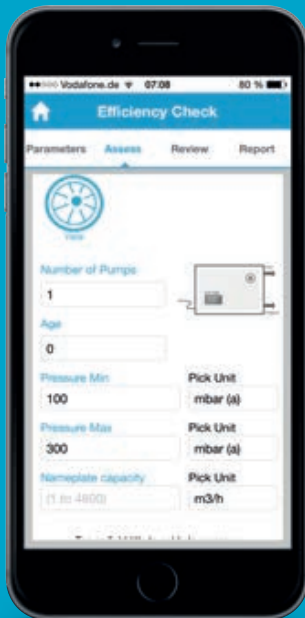 Vodafone.de 07:08 80 %
Efficiency Check
Parameters Assess Review Report
Number of Pumps
1
Age
0
Pressure Min Pick Unit
100 mbar (a)
Pressure Max Pick Unit
300 mbar (a)
Nameplate capacity Pick Unit
(1 to 4800) m3/h